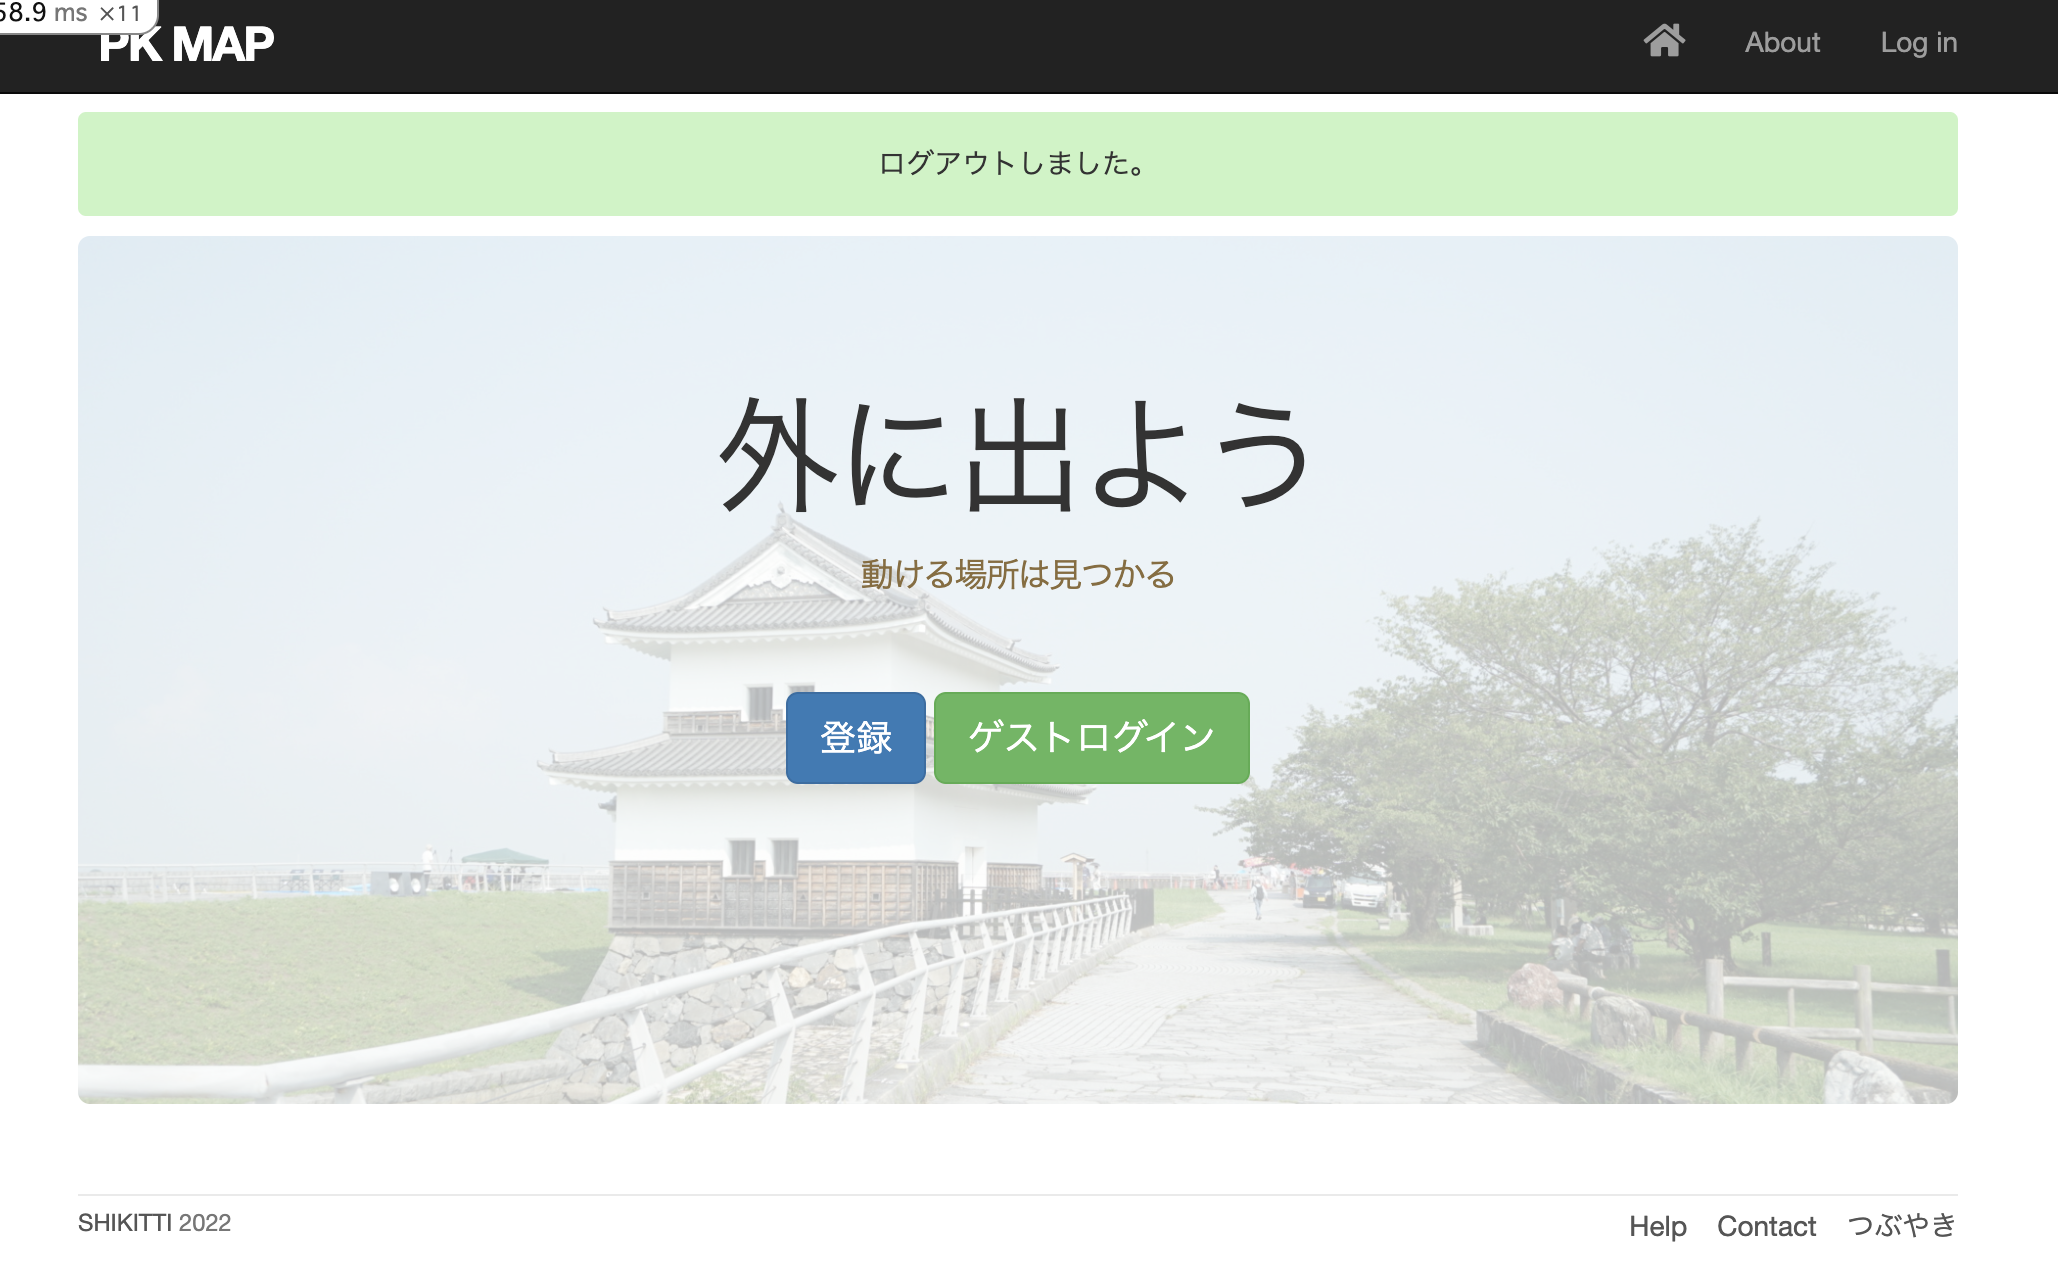 58.9 ms ×11
PK MAP
About
Log in
ログアウトしました。
外に出よう
動ける場所は見つかる
登録
ゲストログイン
SHIKITTI 2022
Help
Contact
つぶやき